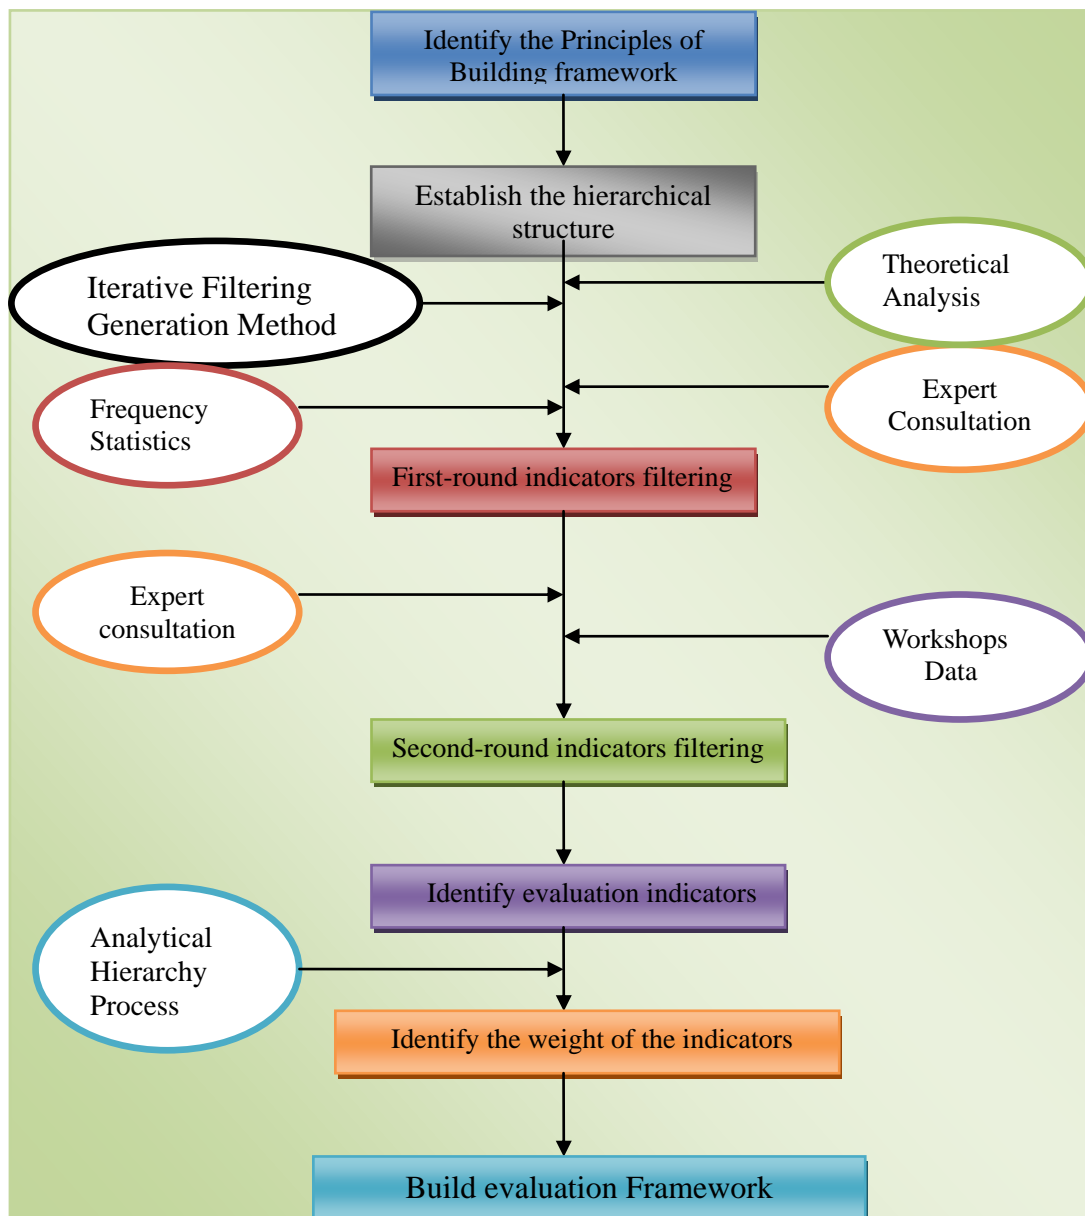 Identify the Principles of
Building framework
Establish the hierarchical
structure
Iterative Filtering
Generation Method
Theoretical
Analysis
Frequency
Statistics
Expert
Consultation
First-round indicators filtering
Expert
consultation
Workshops
Data
Second-round indicators filtering
Identify evaluation indicators
Analytical
Hierarchy
Process
Identify the weight of the indicators
Build evaluation Framework